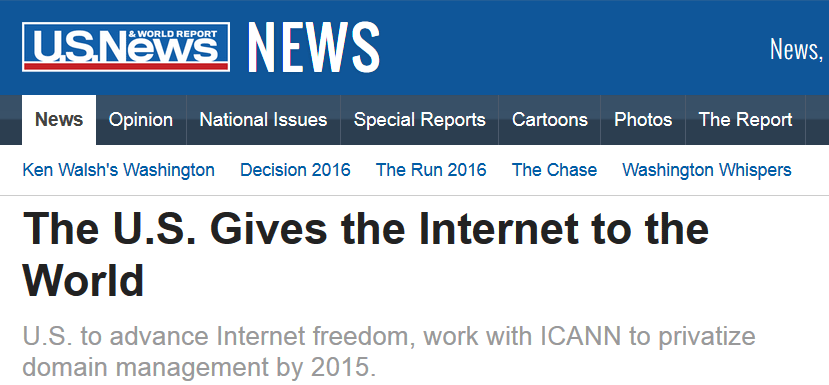 U.S.News & WORLD REPORT NEWS News,
News Opinion National Issues Special Reports Cartoons Photos The Report
Ken Walsh's Washington Decision 2016 The Run 2016 The Chase Washington Whispers
The U.S. Gives the Internet to the
World
U.S. to advance Internet freedom, work with ICANN to privatize
domain management by 2015.